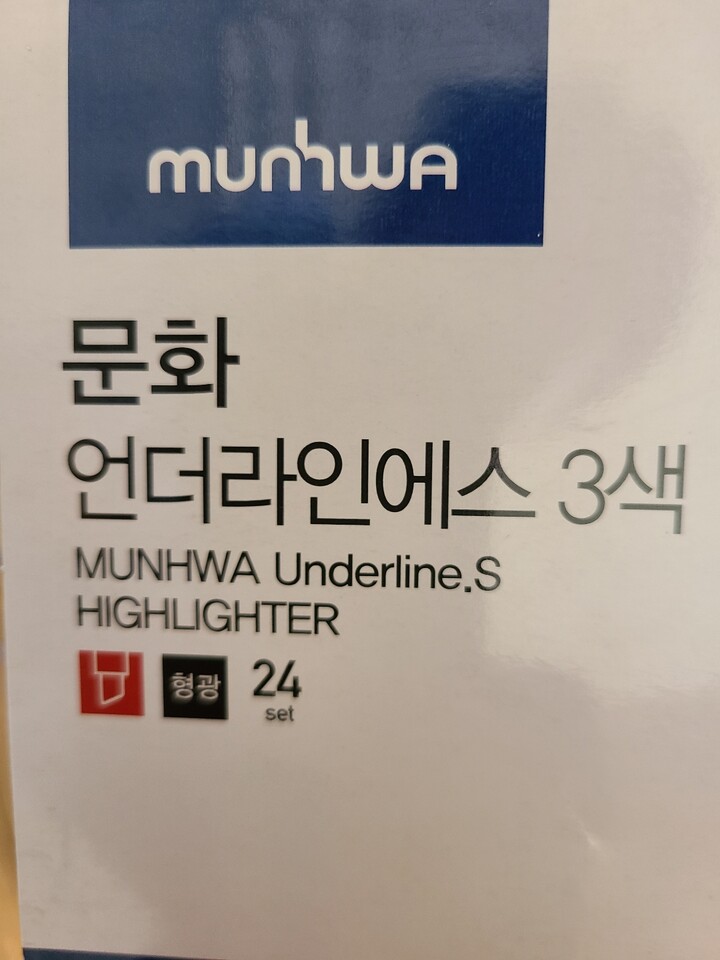 munhwa
문화
언더라인에스 3색
MUNHWA Underline.S
HIGHLIGHTER
형광 24
set